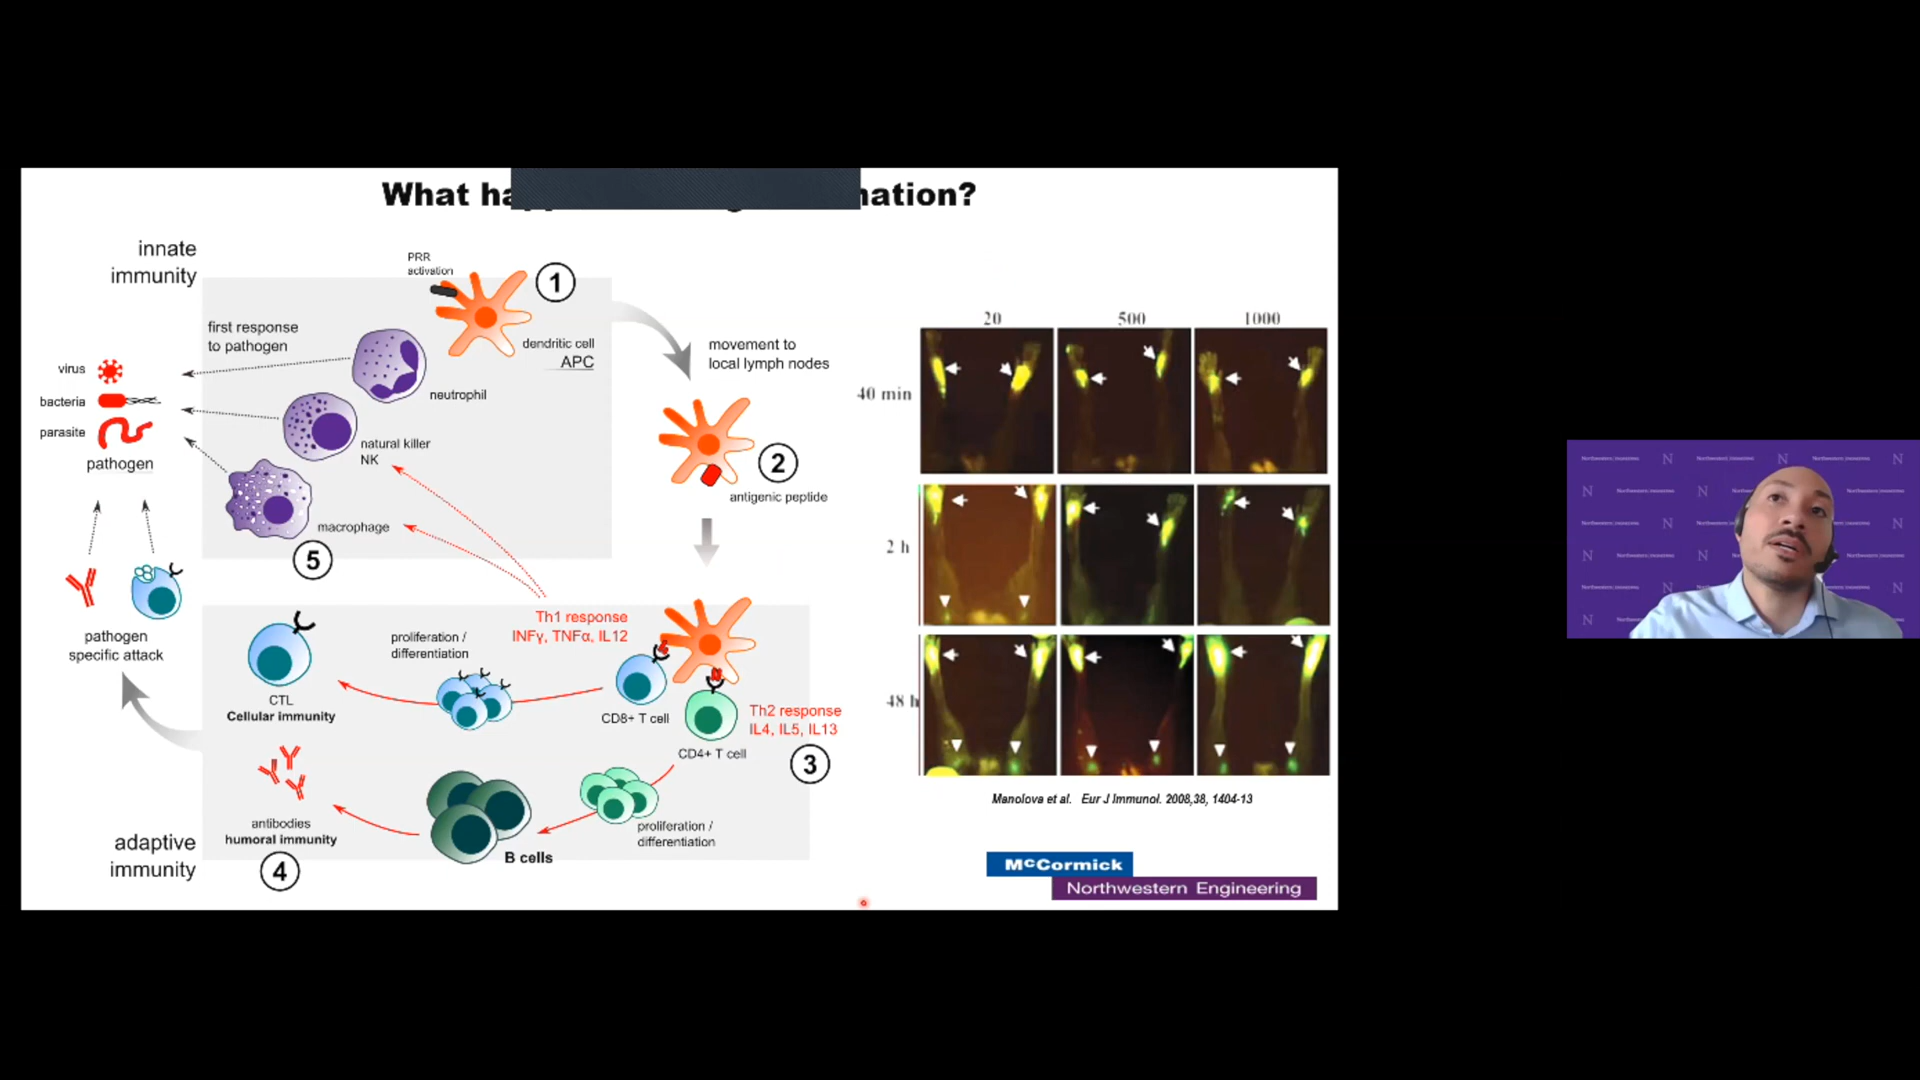 What ha nation?
innate
immunity
PRR
activation
1
first response
to pathogen
dendritic cell
APC
movement to
local lymph nodes
virus
bacteria
parasite
pathogen
neutrophil
natural killer
NK
macrophage
5
2
antigenic peptide
pathogen
specific attack
Th1 response
INFγ, TNFα, IL12
proliferation /
differentiation
CTL
Cellular immunity
CD8+ T cell
Th2 response
IL4, IL5, IL13
CD4+ T cell
3
antibodies
humoral immunity
4
B cells
proliferation /
differentiation
adaptive
immunity
20 500 1000
40 min
2 h
48 h
Manolova et al. Eur J Immunol. 2008,38, 1404-13
McCormick
Northwestern Engineering